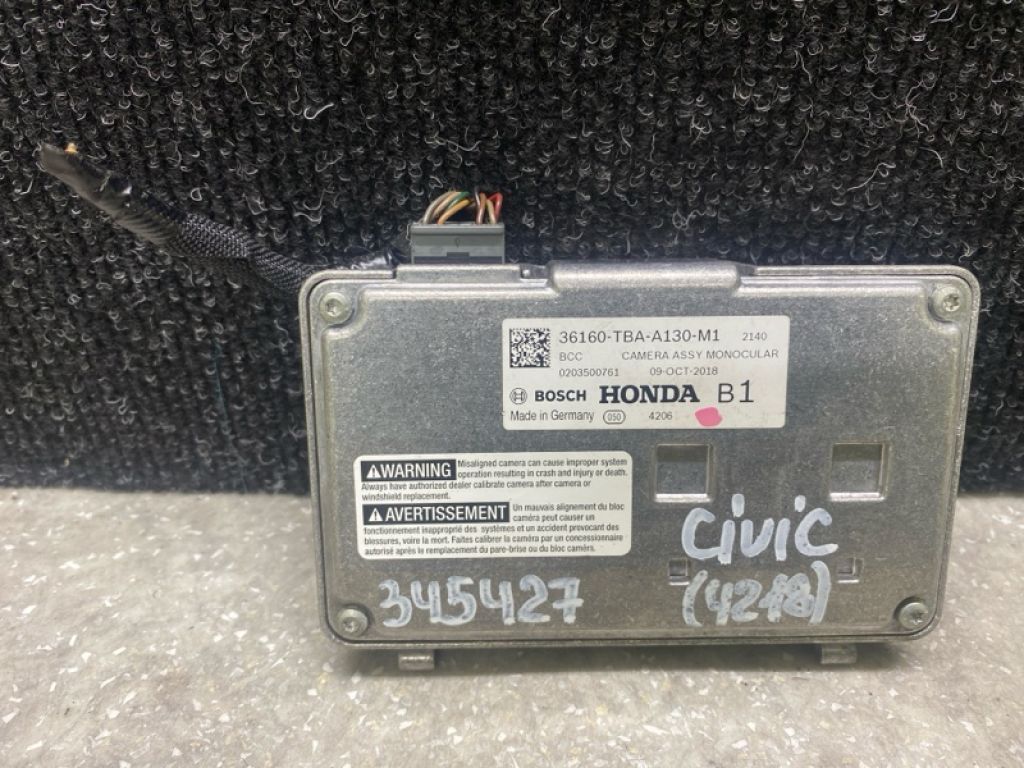 36160-TBA-A130-M1 2140
BCC CAMERA ASSY MONOCULAR
0203500761 09-OCT-2018
BOSCH HONDA B1
Made in Germany 050 4206
WARNING Misaligned camera can cause improper system
operation resulting in crash and injury or death.
Always have authorized dealer calibrate camera after camera or
windshield replacement.
AVERTISSEMENT Un mauvais alignement du bloc
caméra peut causer un
fonctionnement inapproprié des systèmes et un accident provocant des
blessures, voire la mort. Faites calibrer la caméra par un concessionnaire
autorisé après le remplacement du pare-brise ou du bloc caméra.
CiViC
345427 (4218)